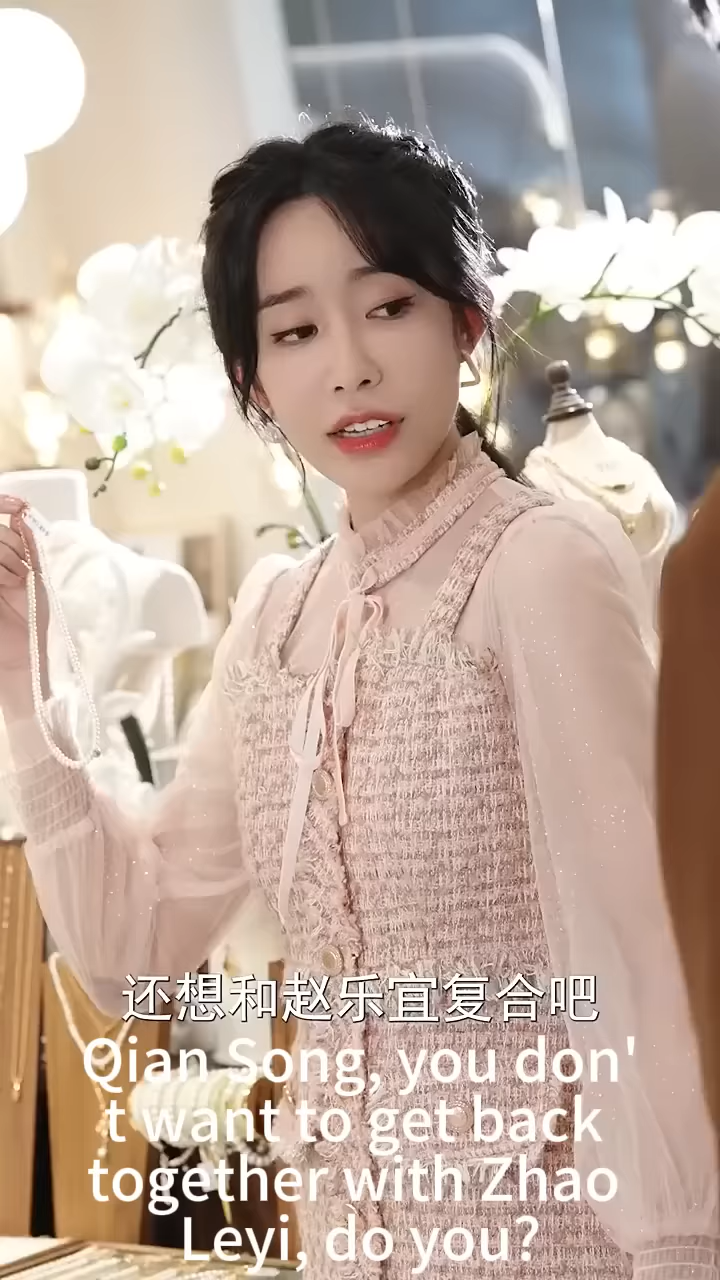 还想和赵乐宜复合吧
Qian Song, you don'
t want to get back
together with Zhao
Leyi, do you?